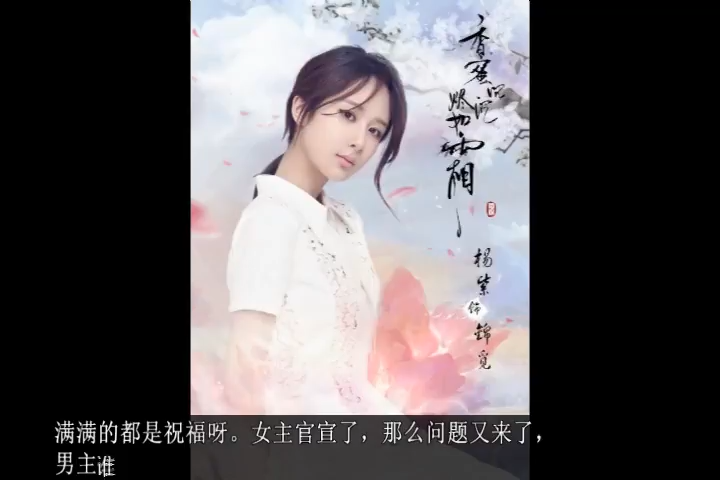 香蜜沉沉
烬如霜
杨紫
饰
锦觅
满满的都是祝福呀。女主官宣了，那么问题又来了，
男主谁